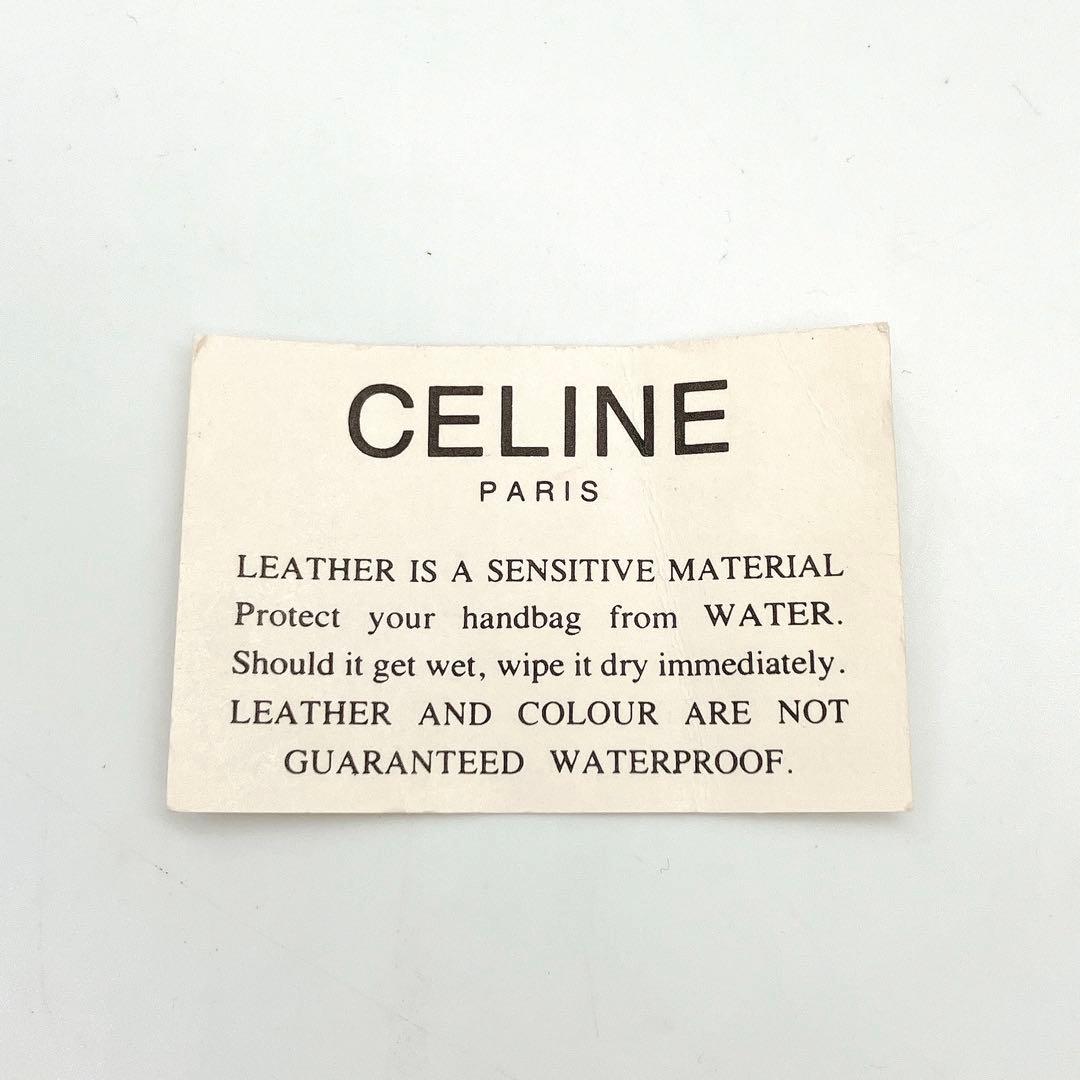 CELINE
PARIS
LEATHER IS A SENSITIVE MATERIAL
Protect your handbag from WATER.
Should it get wet, wipe it dry immediately.
LEATHER AND COLOUR ARE NOT
GUARANTEED WATERPROOF.